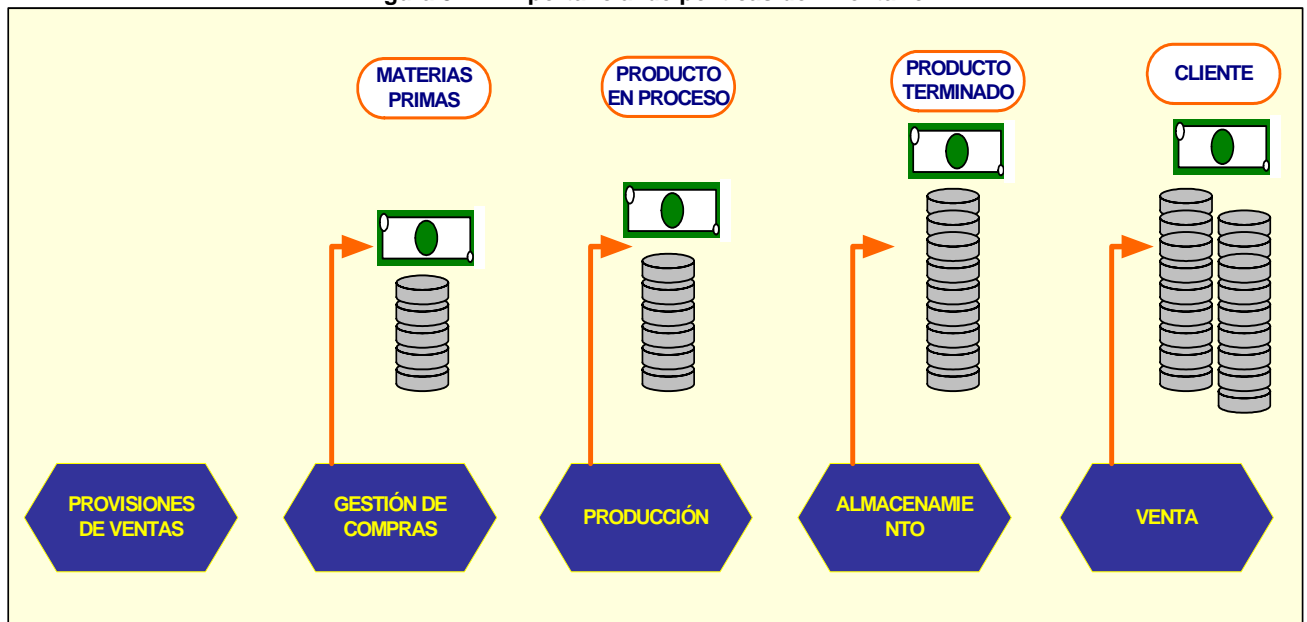 MATERIAS
PRIMAS
PRODUCTO
EN PROCESO
PRODUCTO
TERMINADO
CLIENTE
PROVISIONES
DE VENTAS
GESTIÓN DE
COMPRAS
PRODUCCIÓN
ALMACENAMIE
NTO
VENTA